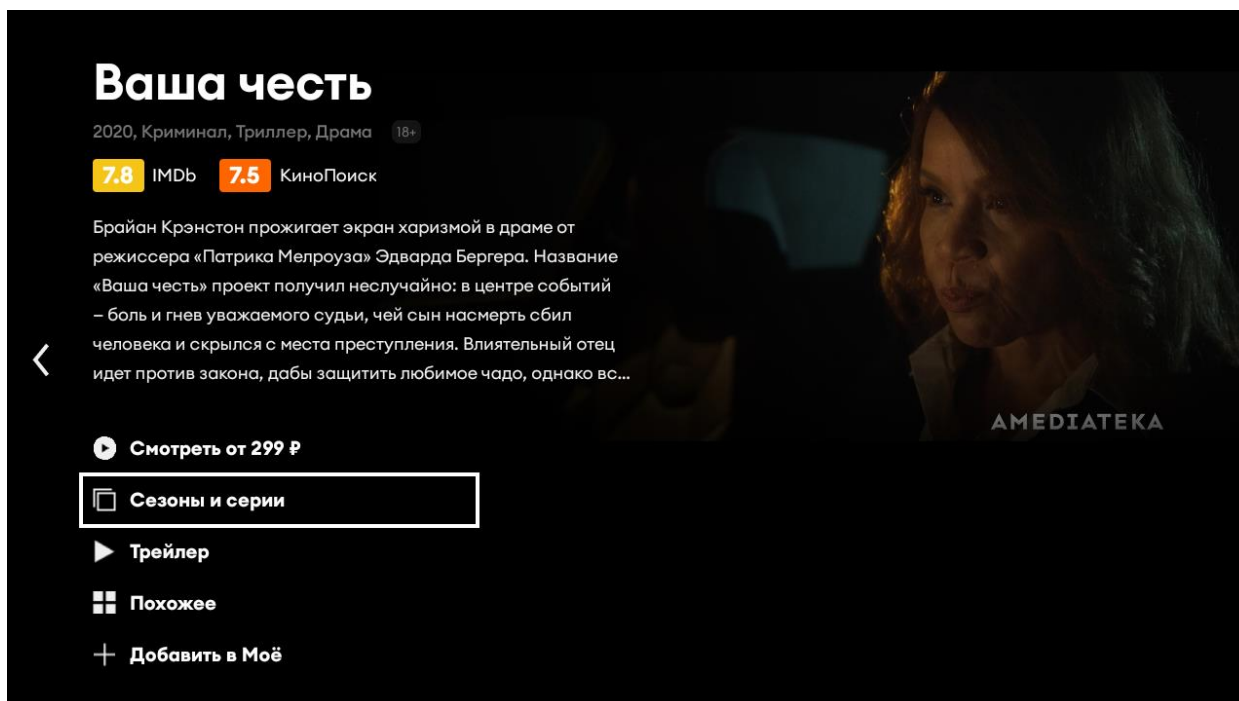 Ваша честь
2020, Криминал, Триллер, Драма 18+
7.8 IMDb 7.5 КиноПоиск
Брайан Крэнстон прожигает экран харизмой в драме от
режиссера «Патрика Мелроуза» Эдварда Бергера. Название
«Ваша честь» проект получил неслучайно: в центре событий
– боль и гнев уважаемого судьи, чей сын насмерть сбил
человека и скрылся с места преступления. Влиятельный отец
идет против закона, дабы защитить любимое чадо, однако вс...
AMEDIATEKA
Смотреть от 299 ₽
Сезоны и серии
Трейлер
Похожее
Добавить в Моё